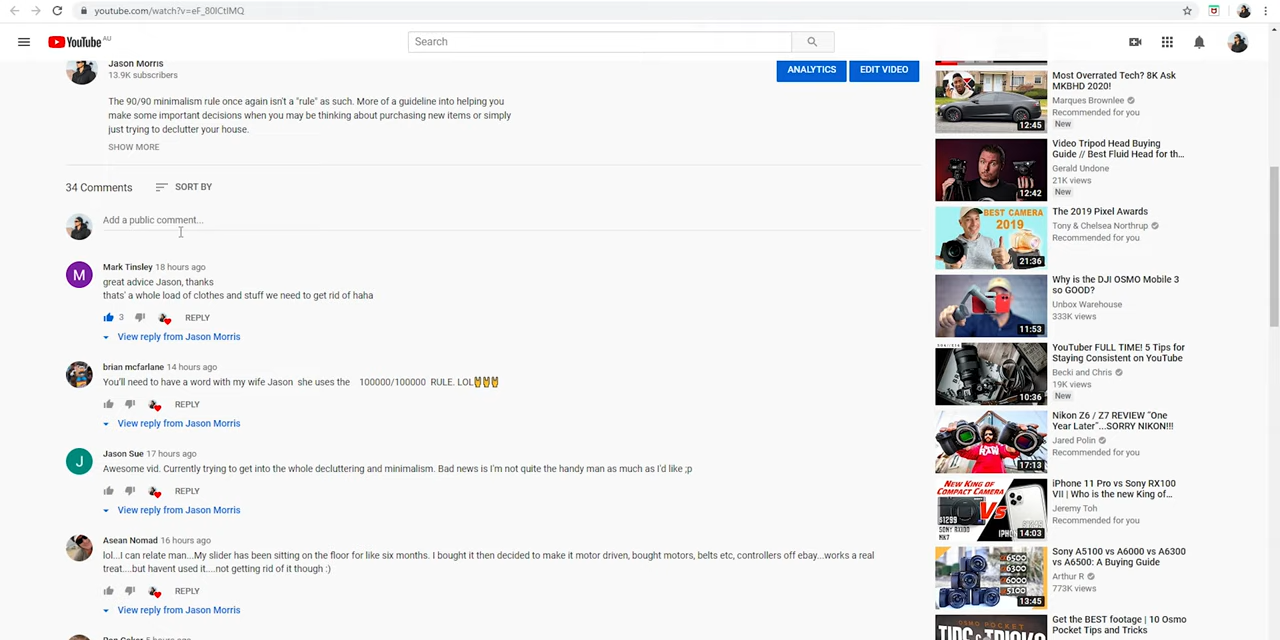 youtube.com/watch?v=eF_80lCtlMQ
YouTube AU
Search
Jason Morris
13.9K subscribers
ANALYTICS
EDIT VIDEO
The 90/90 minimalism rule once again isn't a "rule" as such. More of a guideline into helping you
make some important decisions when you may be thinking about purchasing new items or simply
just trying to declutter your house.
SHOW MORE
34 Comments
SORT BY
Add a public comment...
M
Mark Tinsley 18 hours ago
great advice Jason, thanks
thats' a whole load of clothes and stuff we need to get rid of haha
3
REPLY
View reply from Jason Morris
brian mcfarlane 14 hours ago
You'll need to have a word with my wife Jason she uses the 100000/100000 RULE. LOL
REPLY
View reply from Jason Morris
J
Jason Sue 17 hours ago
Awesome vid. Currently trying to get into the whole decluttering and minimalism. Bad news is I'm not quite the handy man as much as I'd like ;p
REPLY
View reply from Jason Morris
Asean Nomad 16 hours ago
lol...I can relate man...My slider has been sitting on the floor for like six months. I bought it then decided to make it motor driven, bought motors, belts etc, controllers off ebay...works a real
treat....but havent used it....not getting rid of it though :)
REPLY
View reply from Jason Morris
12:45
Most Overrated Tech? 8K Ask
MKBHD 2020!
Marques Brownlee
Recommended for you
New
12:42
Video Tripod Head Buying
Guide // Best Fluid Head for th...
Gerald Undone
21K views
New
BEST CAMERA
2019
21:36
The 2019 Pixel Awards
Tony & Chelsea Northrup
Recommended for you
11:53
Why is the DJI OSMO Mobile 3
so GOOD?
Unbox Warehouse
333K views
10:36
YouTuber FULL TIME! 5 Tips for
Staying Consistent on YouTube
Becki and Chris
19K views
New
17:13
Nikon Z6 / Z7 REVIEW "One
Year Later"...SORRY NIKON!!!
Jared Polin
Recommended for you
NEW KING OF
COMPACT CAMERA
$1299
SONY RX100
MK7
Vs
14:03
iPhone 11 Pro vs Sony RX100
VII | Who is the new King of...
Jeremy Toh
Recommended for you
a6500
a6300
a6000
a5100
13:45
Sony A5100 vs A6000 vs A6300
vs A6500: A Buying Guide
Arthur R
773K views
OSMO POCKET
TIPS & TRICKS
Get the BEST footage | 10 Osmo
Pocket Tips and Tricks